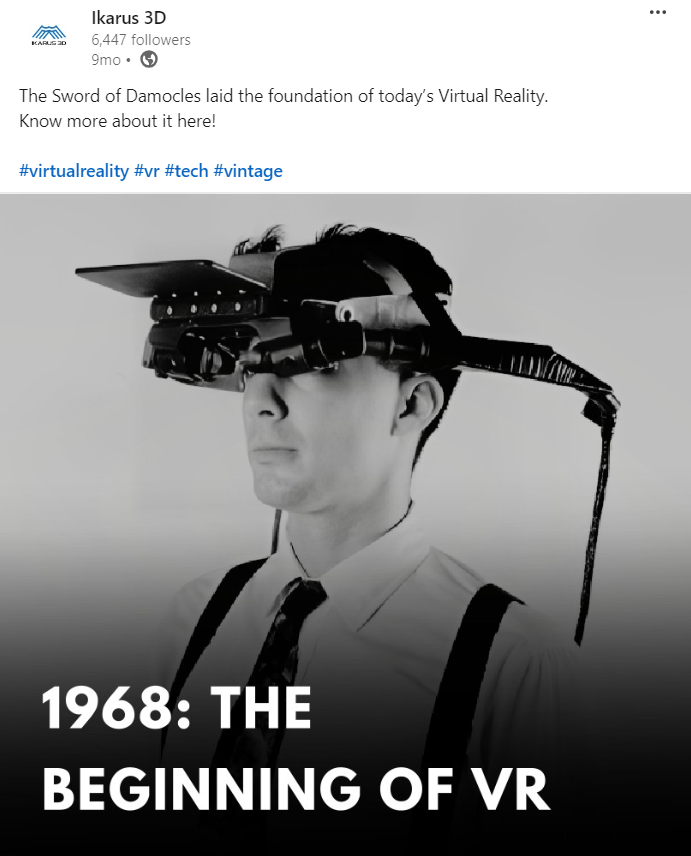 Ikarus 3D
6,447 followers
9mo •
IKARUS 3D
The Sword of Damocles laid the foundation of today’s Virtual Reality.
Know more about it here!
#virtualreality #vr #tech #vintage
1968: THE
BEGINNING OF VR